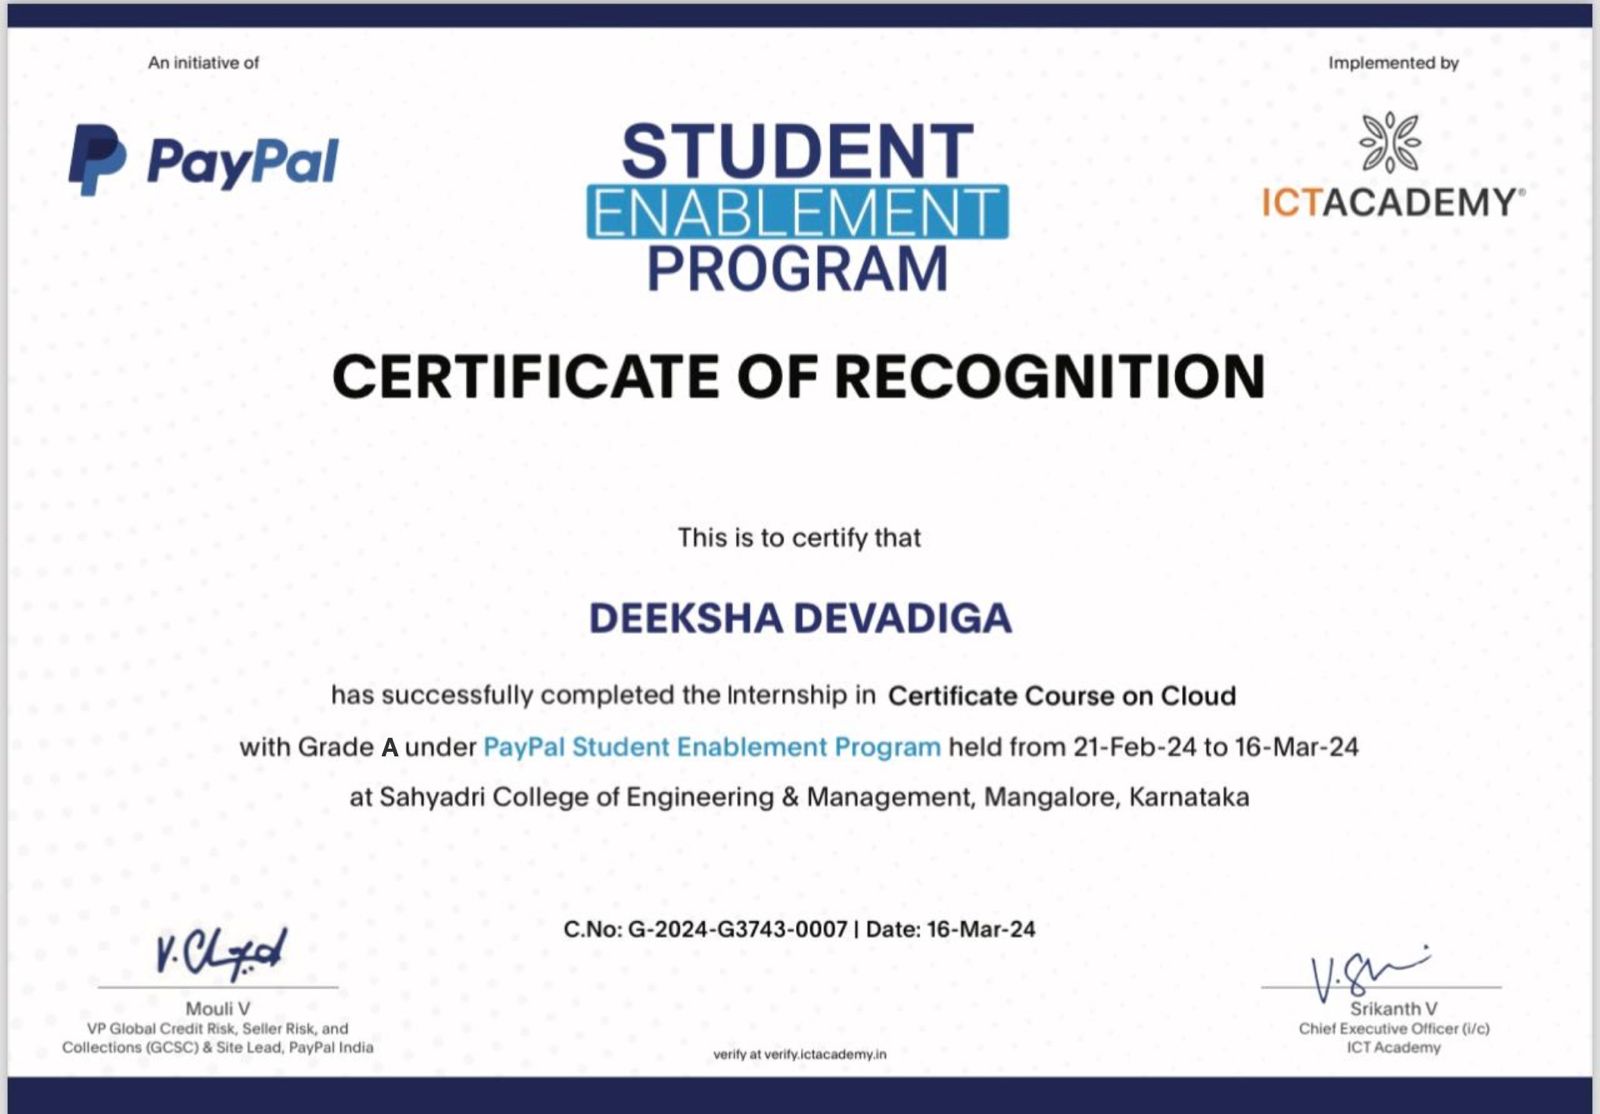 An initiative of
PayPal
STUDENT
ENABLEMENT
PROGRAM
Implemented by
ICTACADEMY®
CERTIFICATE OF RECOGNITION
This is to certify that
DEEKSHA DEVADIGA
has successfully completed the Internship in Certificate Course on Cloud
with Grade A under PayPal Student Enablement Program held from 21-Feb-24 to 16-Mar-24
at Sahyadri College of Engineering & Management, Mangalore, Karnataka
C.No: G-2024-G3743-0007 | Date: 16-Mar-24
Mouli V
VP Global Credit Risk, Seller Risk, and
Collections (GCSC) & Site Lead, PayPal India
Srikanth V
Chief Executive Officer (i/c)
ICT Academy
verify at verify.ictacademy.in